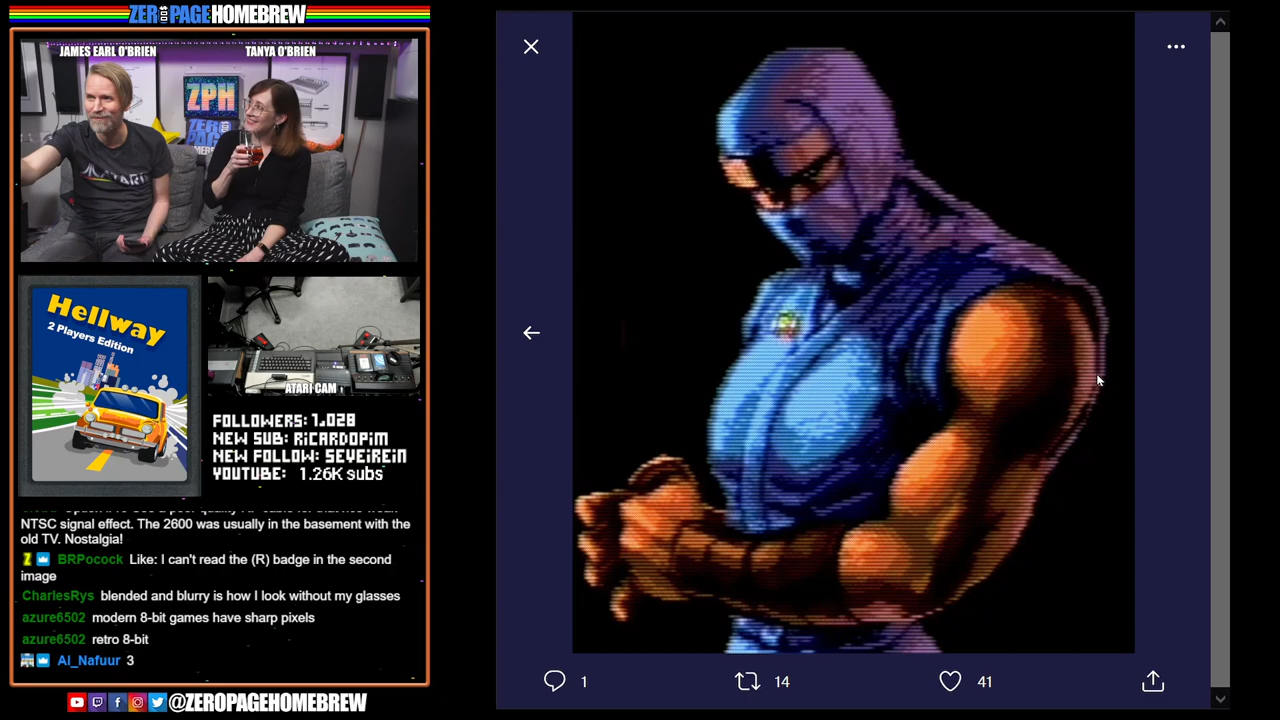 ZEROPAGEHOMEBREW
JAMES EARL O'BRIEN
TANYA O'BRIEN
ZPH
ZERO
PAGE
ATARI
Hellway
2 Players Edition
ATARI CAM
FOLLOWERS: 1,028
NEW SUB: RICARDOPIM
NEW FOLLOW: SEVEIREIN
YOUTUBE: 1.26K subs
NTSC signal effect. The 2600 was usually in the basement with the
old TV. Nostalgia!
BRPocock Like: I can't read the (R) badge in the second
image
CharlesRys blended and blurry is how I look without my glasses
azure6502 modern 8-bit games have sharp pixels
azure6502 retro 8-bit
Al_Nafuur 3
@ZEROPAGEHOMEBREW
1
14
41